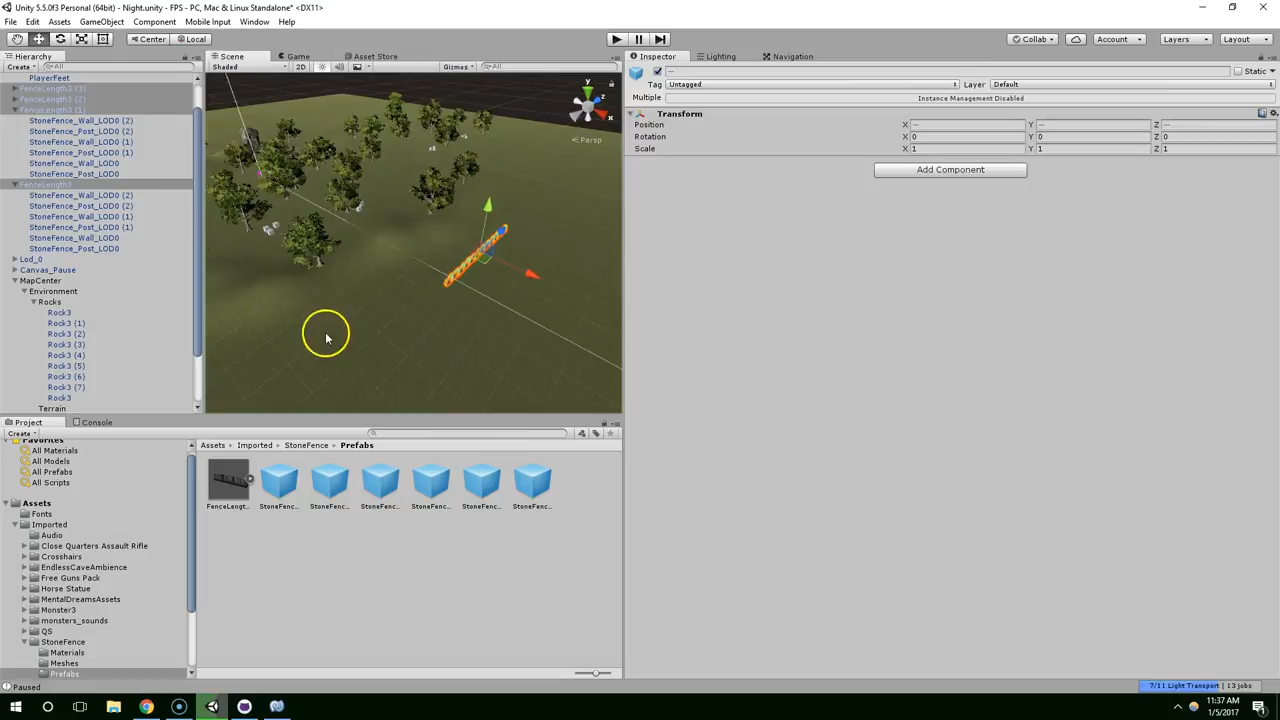 Unity 5.5.0f3 Personal (64bit) - Night.unity - FPS - PC, Mac & Linux Standalone* <DX11>
File Edit Assets GameObject Component Mobile Input Window Help
Center Local Collab Account Layers Layout
Hierarchy
Create All
PlayerFeet
FenceLength3 (3)
FenceLength3 (2)
FenceLength3 (1)
StoneFence_Wall_LOD0 (2)
StoneFence_Post_LOD0 (2)
StoneFence_Wall_LOD0 (1)
StoneFence_Post_LOD0 (1)
StoneFence_Wall_LOD0
StoneFence_Post_LOD0
FenceLength3
StoneFence_Wall_LOD0 (2)
StoneFence_Post_LOD0 (2)
StoneFence_Wall_LOD0 (1)
StoneFence_Post_LOD0 (1)
StoneFence_Wall_LOD0
StoneFence_Post_LOD0
Lod_0
Canvas_Pause
MapCenter
Environment
Rocks
Rock3
Rock3 (1)
Rock3 (2)
Rock3 (3)
Rock3 (4)
Rock3 (5)
Rock3 (6)
Rock3 (7)
Rock3
Terrain
Scene Game Asset Store
Shaded 2D Gizmos All
y
z
x
Persp
Inspector Lighting Navigation
— Static
Tag Untagged Layer Default
Multiple Instance Management Disabled
Transform
Position X — Y — Z —
Rotation X 0 Y 0 Z 0
Scale X 1 Y 1 Z 1
Add Component
Project Console
Create
Favorites
All Materials
All Models
All Prefabs
All Scripts
Assets
Fonts
Imported
Audio
Close Quarters Assault Rifle
Crosshairs
EndlessCaveAmbience
Free Guns Pack
Horse Statue
MentalDreamsAssets
Monster3
monsters_sounds
QS
StoneFence
Materials
Meshes
Prefabs
Assets Imported StoneFence Prefabs
FenceLengt... StoneFenc... StoneFenc... StoneFenc... StoneFenc... StoneFenc... StoneFenc...
Paused
7/11 Light Transport | 13 jobs
11:37 AM
1/5/2017